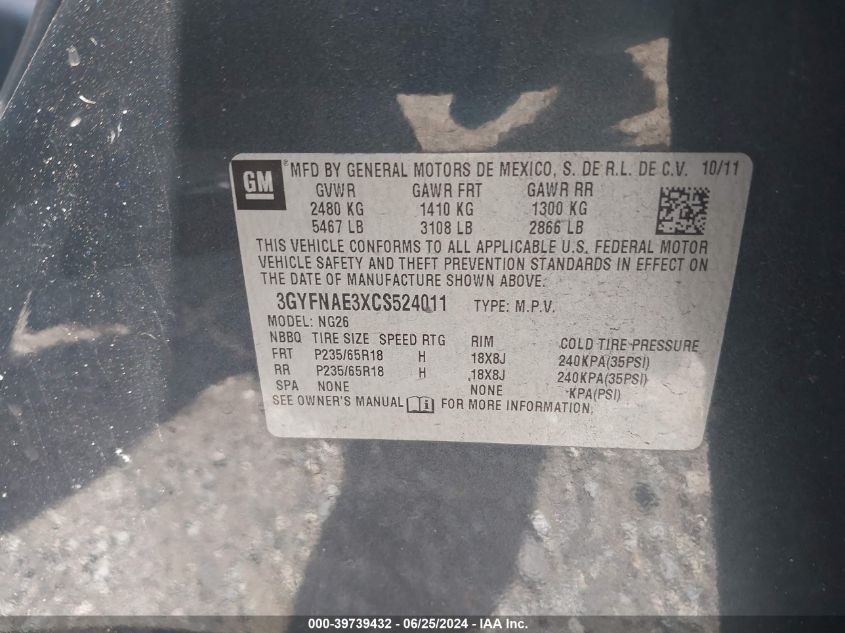 GM ® MFD BY GENERAL MOTORS DE MEXICO, S. DE R.L. DE C.V. 10/11
GVWR GAWR FRT GAWR RR
2480 KG 1410 KG 1300 KG
5467 LB 3108 LB 2866 LB
THIS VEHICLE CONFORMS TO ALL APPLICABLE U.S. FEDERAL MOTOR
VEHICLE SAFETY AND THEFT PREVENTION STANDARDS IN EFFECT ON
THE DATE OF MANUFACTURE SHOWN ABOVE.
3GYFNAE3XCS524011 TYPE: M.P.V.
MODEL: NG26
NBBQ TIRE SIZE SPEED RTG RIM COLD TIRE PRESSURE
FRT P235/65R18 H 18X8J 240KPA(35PSI)
RR P235/65R18 H 18X8J 240KPA(35PSI)
SPA NONE NONE KPA(PSI)
SEE OWNER'S MANUAL i FOR MORE INFORMATION.
000-39739432 - 06/25/2024 - IAA Inc.